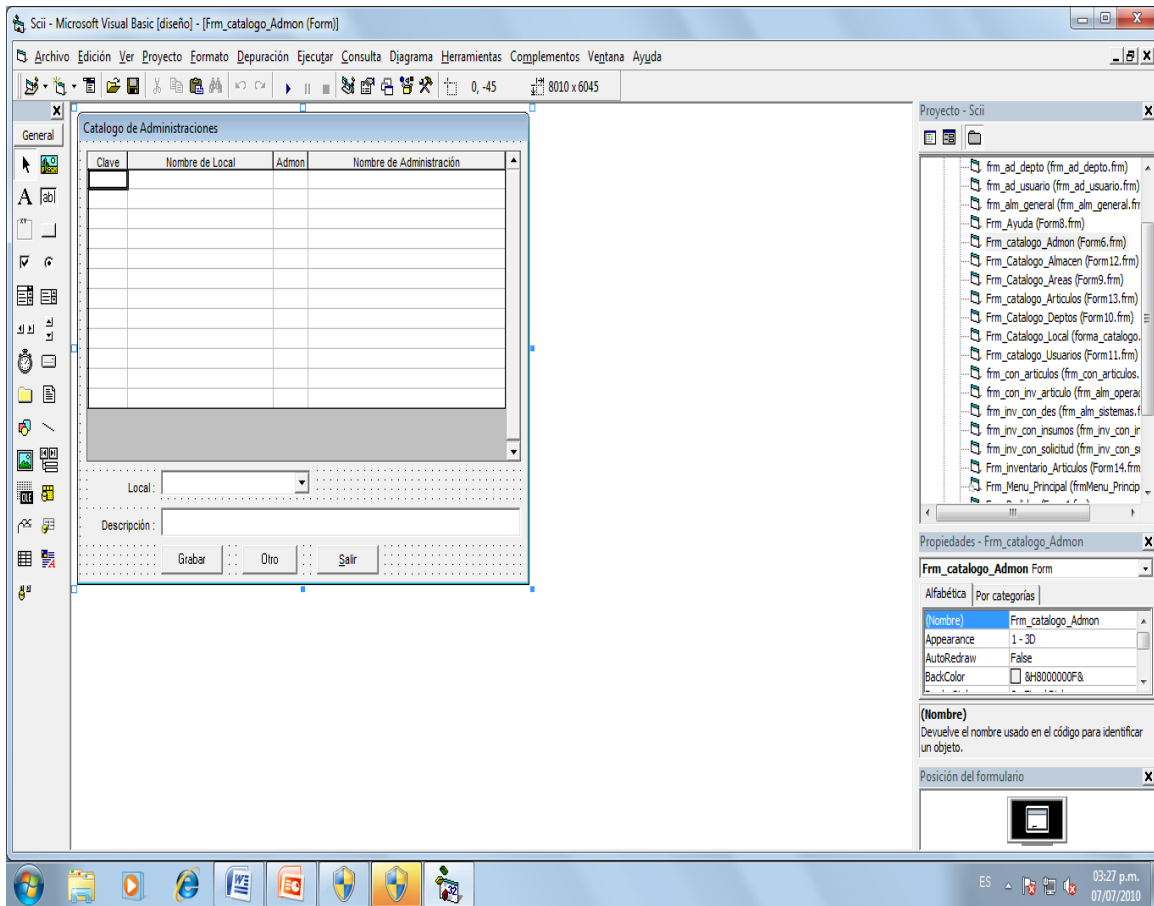 Scii - Microsoft Visual Basic [diseño] - [Frm_catalogo_Admon (Form)]
Archivo Edición Ver Proyecto Formato Depuración Ejecutar Consulta Diagrama Herramientas Complementos Ventana Ayuda
0, -45 8010 x 6045
General
Catalogo de Administraciones
Clave Nombre de Local Admon Nombre de Administración
Local :
Descripción :
Grabar Otro Salir
Proyecto - Scii
frm_ad_depto (frm_ad_depto.frm)
frm_ad_usuario (frm_ad_usuario.frm)
frm_alm_general (frm_alm_general.frr
Frm_Ayuda (Form8.frm)
Frm_catalogo_Admon (Form6.frm)
Frm_Catalogo_Almacen (Form12.frm)
Frm_Catalogo_Areas (Form9.frm)
Frm_catalogo_Articulos (Form13.frm)
Frm_Catalogo_Deptos (Form10.frm)
Frm_Catalogo_Local (forma_catalogo.
Frm_catalogo_Usuarios (Form11.frm)
frm_con_articulos (frm_con_articulos.
frm_con_inv_articulo (frm_alm_opera
frm_inv_con_des (frm_alm_sistemas.f
frm_inv_con_insumos (frm_inv_con_in
frm_inv_con_solicitud (frm_inv_con_s
Frm_inventario_Articulos (Form14.frm
Frm_Menu_Principal (frmMenu_Princip
Propiedades - Frm_catalogo_Admon
Frm_catalogo_Admon Form
Alfabética Por categorías
(Nombre) Frm_catalogo_Admon
Appearance 1 - 3D
AutoRedraw False
BackColor &H8000000F&
(Nombre)
Devuelve el nombre usado en el código para identificar
un objeto.
Posición del formulario
ES 03:27 p.m.
07/07/2010